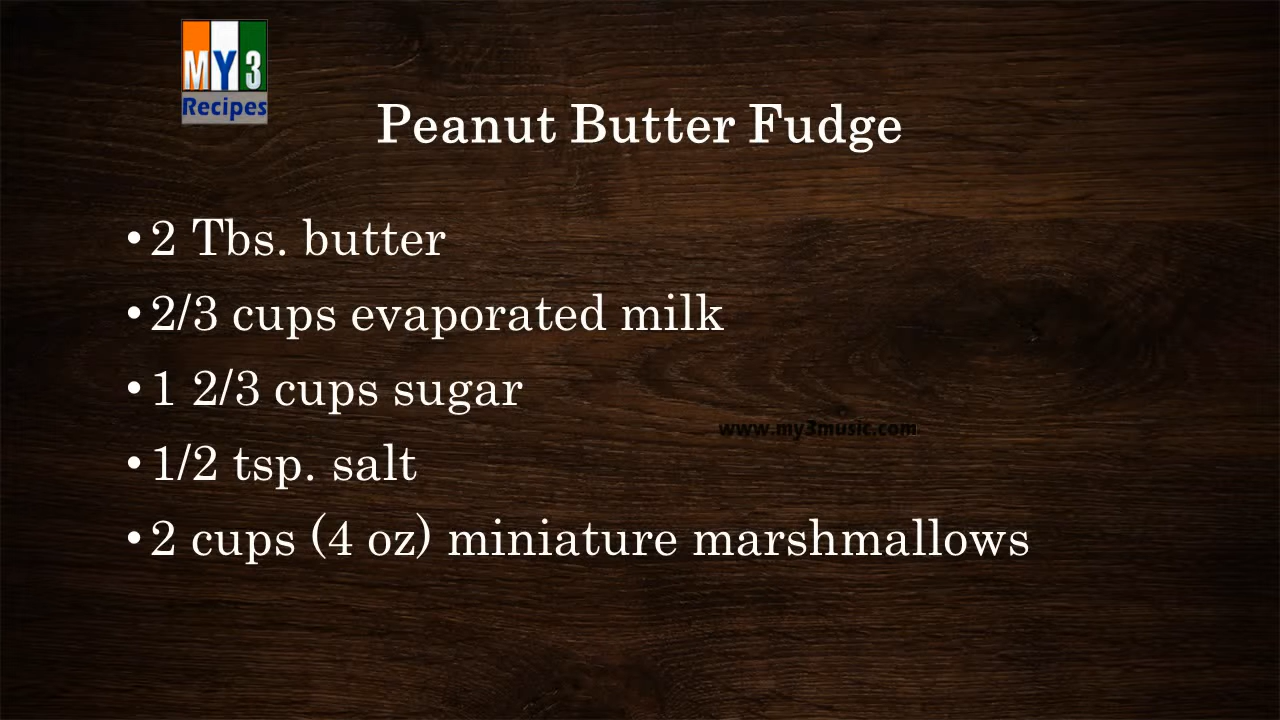 MY3
Recipes
Peanut Butter Fudge
• 2 Tbs. butter
• 2/3 cups evaporated milk
• 1 2/3 cups sugar
www.my3music.com
• 1/2 tsp. salt
• 2 cups (4 oz) miniature marshmallows